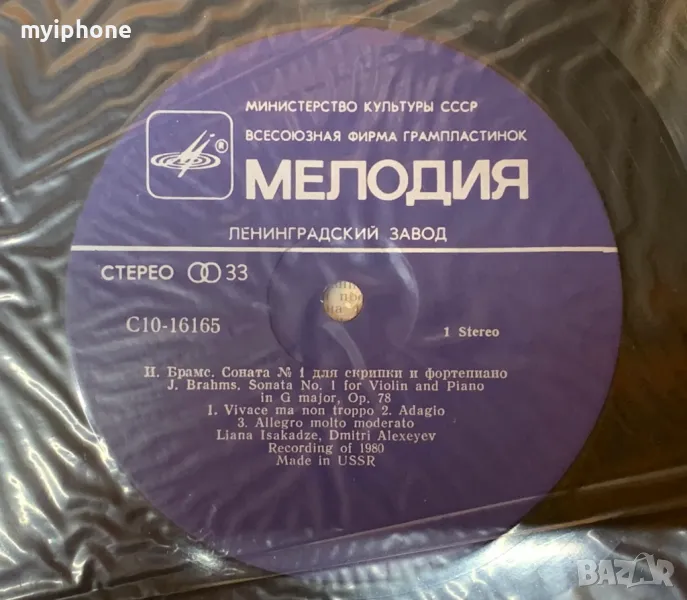 myiphone
МИНИСТЕРСТВО КУЛЬТУРЫ СССР
ВСЕСОЮЗНАЯ ФИРМА ГРАМПЛАСТИНОК
®
МЕЛОДИЯ
ЛЕНИНГРАДСКИЙ ЗАВОД
СТЕРЕО 33
С10-16165
1 Stereo
И. Брамс. Соната № 1 для скрипки и фортепиано
J. Brahms. Sonata No. 1 for Violin and Piano
in G major, Op. 78
1. Vivace ma non troppo 2. Adagio
3. Allegro molto moderato
Liana Isakadze, Dmitri Alexeyev
Recording of 1980
Made in USSR
BAZAR